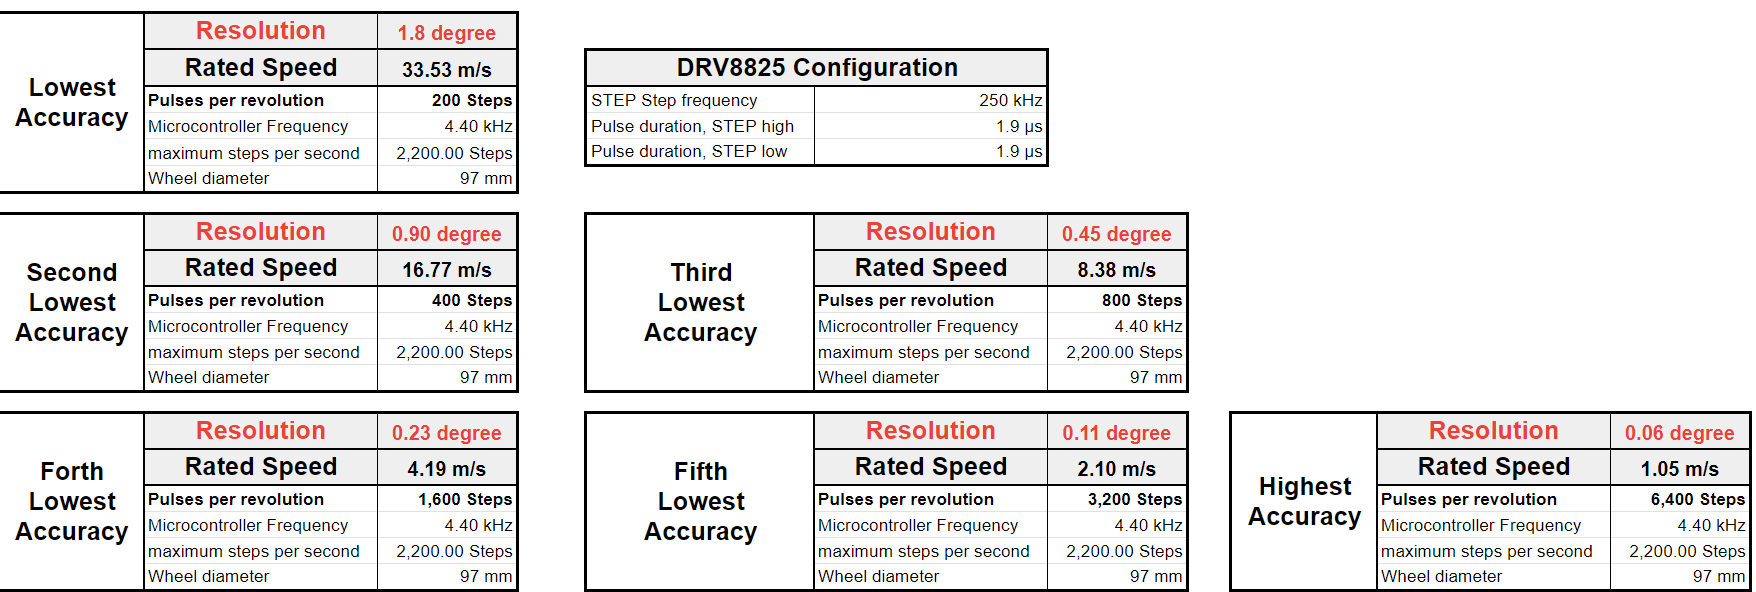 Lowest
Accuracy
Resolution 1.8 degree
Rated Speed 33.53 m/s
Pulses per revolution 200 Steps
Microcontroller Frequency 4.40 kHz
maximum steps per second 2,200.00 Steps
Wheel diameter 97 mm
DRV8825 Configuration
STEP Step frequency 250 kHz
Pulse duration, STEP high 1.9 µs
Pulse duration, STEP low 1.9 µs
Second
Lowest
Accuracy
Resolution 0.90 degree
Rated Speed 16.77 m/s
Pulses per revolution 400 Steps
Microcontroller Frequency 4.40 kHz
maximum steps per second 2,200.00 Steps
Wheel diameter 97 mm
Third
Lowest
Accuracy
Resolution 0.45 degree
Rated Speed 8.38 m/s
Pulses per revolution 800 Steps
Microcontroller Frequency 4.40 kHz
maximum steps per second 2,200.00 Steps
Wheel diameter 97 mm
Forth
Lowest
Accuracy
Resolution 0.23 degree
Rated Speed 4.19 m/s
Pulses per revolution 1,600 Steps
Microcontroller Frequency 4.40 kHz
maximum steps per second 2,200.00 Steps
Wheel diameter 97 mm
Fifth
Lowest
Accuracy
Resolution 0.11 degree
Rated Speed 2.10 m/s
Pulses per revolution 3,200 Steps
Microcontroller Frequency 4.40 kHz
maximum steps per second 2,200.00 Steps
Wheel diameter 97 mm
Highest
Accuracy
Resolution 0.06 degree
Rated Speed 1.05 m/s
Pulses per revolution 6,400 Steps
Microcontroller Frequency 4.40 kHz
maximum steps per second 2,200.00 Steps
Wheel diameter 97 mm